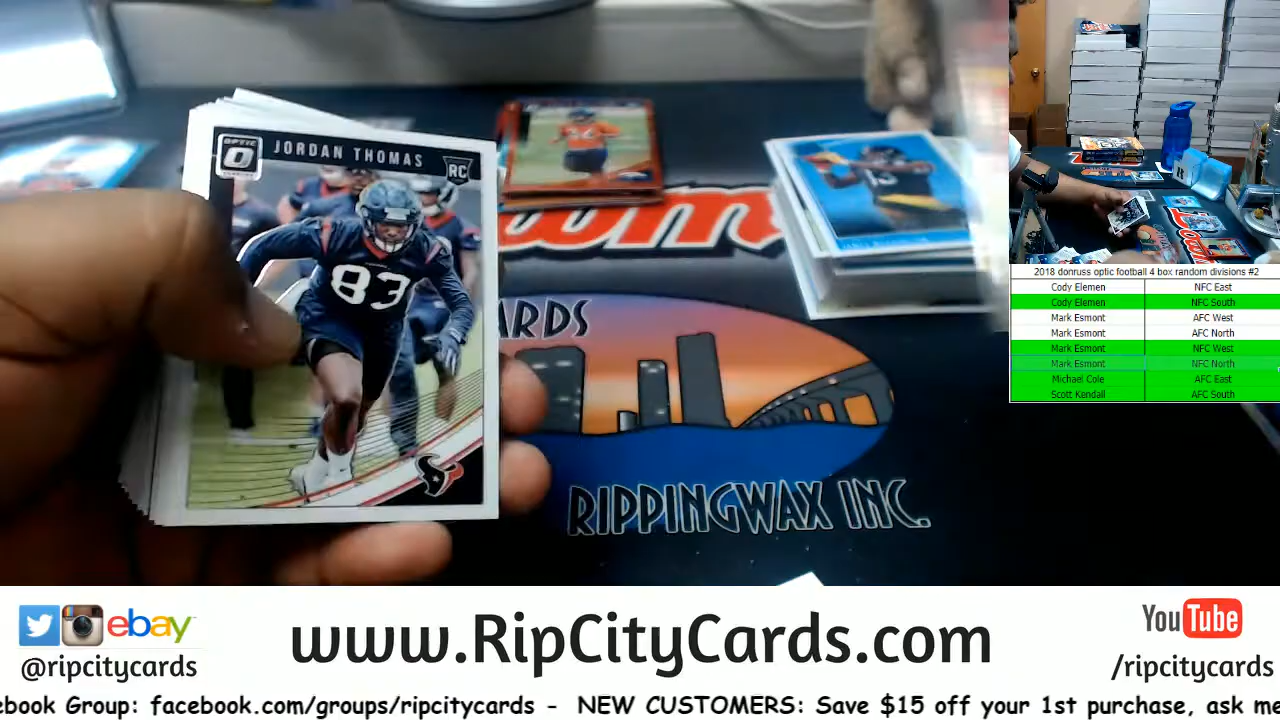 OPTIC
JORDAN THOMAS
RC
83
ARDS
RIPPINGWAX INC.
2018 donruss optic football 4 box random divisions #2
Cody Elemen NFC East
Cody Elemen NFC South
Mark Esmont AFC West
Mark Esmont AFC North
Mark Esmont NFC West
Mark Esmont NFC North
Michael Cole AFC East
Scott Kendall AFC South
ebay
@ripcitycards
www.RipCityCards.com
YouTube
/ripcitycards
ebook Group: facebook.com/groups/ripcitycards - NEW CUSTOMERS: Save $15 off your 1st purchase, ask me